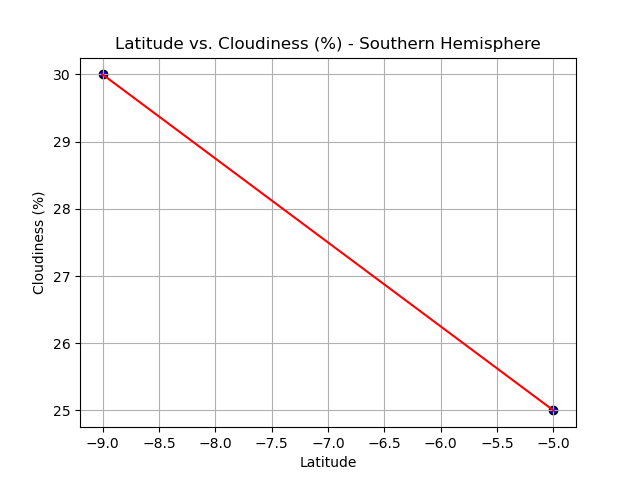 Latitude vs. Cloudiness (%) - Southern Hemisphere
30
29
28
27
26
25
Cloudiness (%)
−9.0 −8.5 −8.0 −7.5 −7.0 −6.5 −6.0 −5.5 −5.0
Latitude